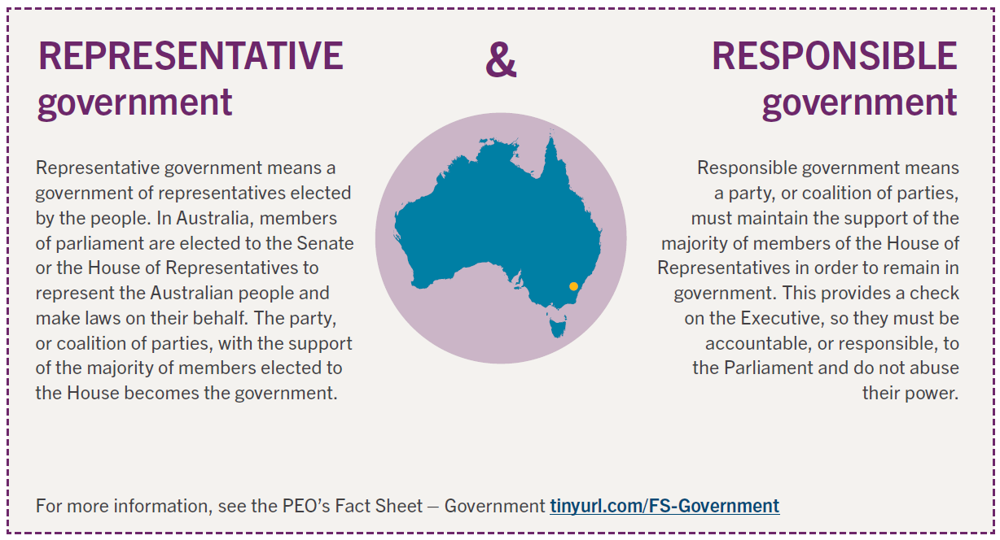 REPRESENTATIVE
government
&
RESPONSIBLE
government
Representative government means a
government of representatives elected
by the people. In Australia, members
of parliament are elected to the Senate
or the House of Representatives to
represent the Australian people and
make laws on their behalf. The party,
or coalition of parties, with the support
of the majority of members elected to
the House becomes the government.
Responsible government means
a party, or coalition of parties,
must maintain the support of the
majority of members of the House of
Representatives in order to remain in
government. This provides a check
on the Executive, so they must be
accountable, or responsible, to
the Parliament and do not abuse
their power.
For more information, see the PEO’s Fact Sheet – Government tinyurl.com/FS-Government